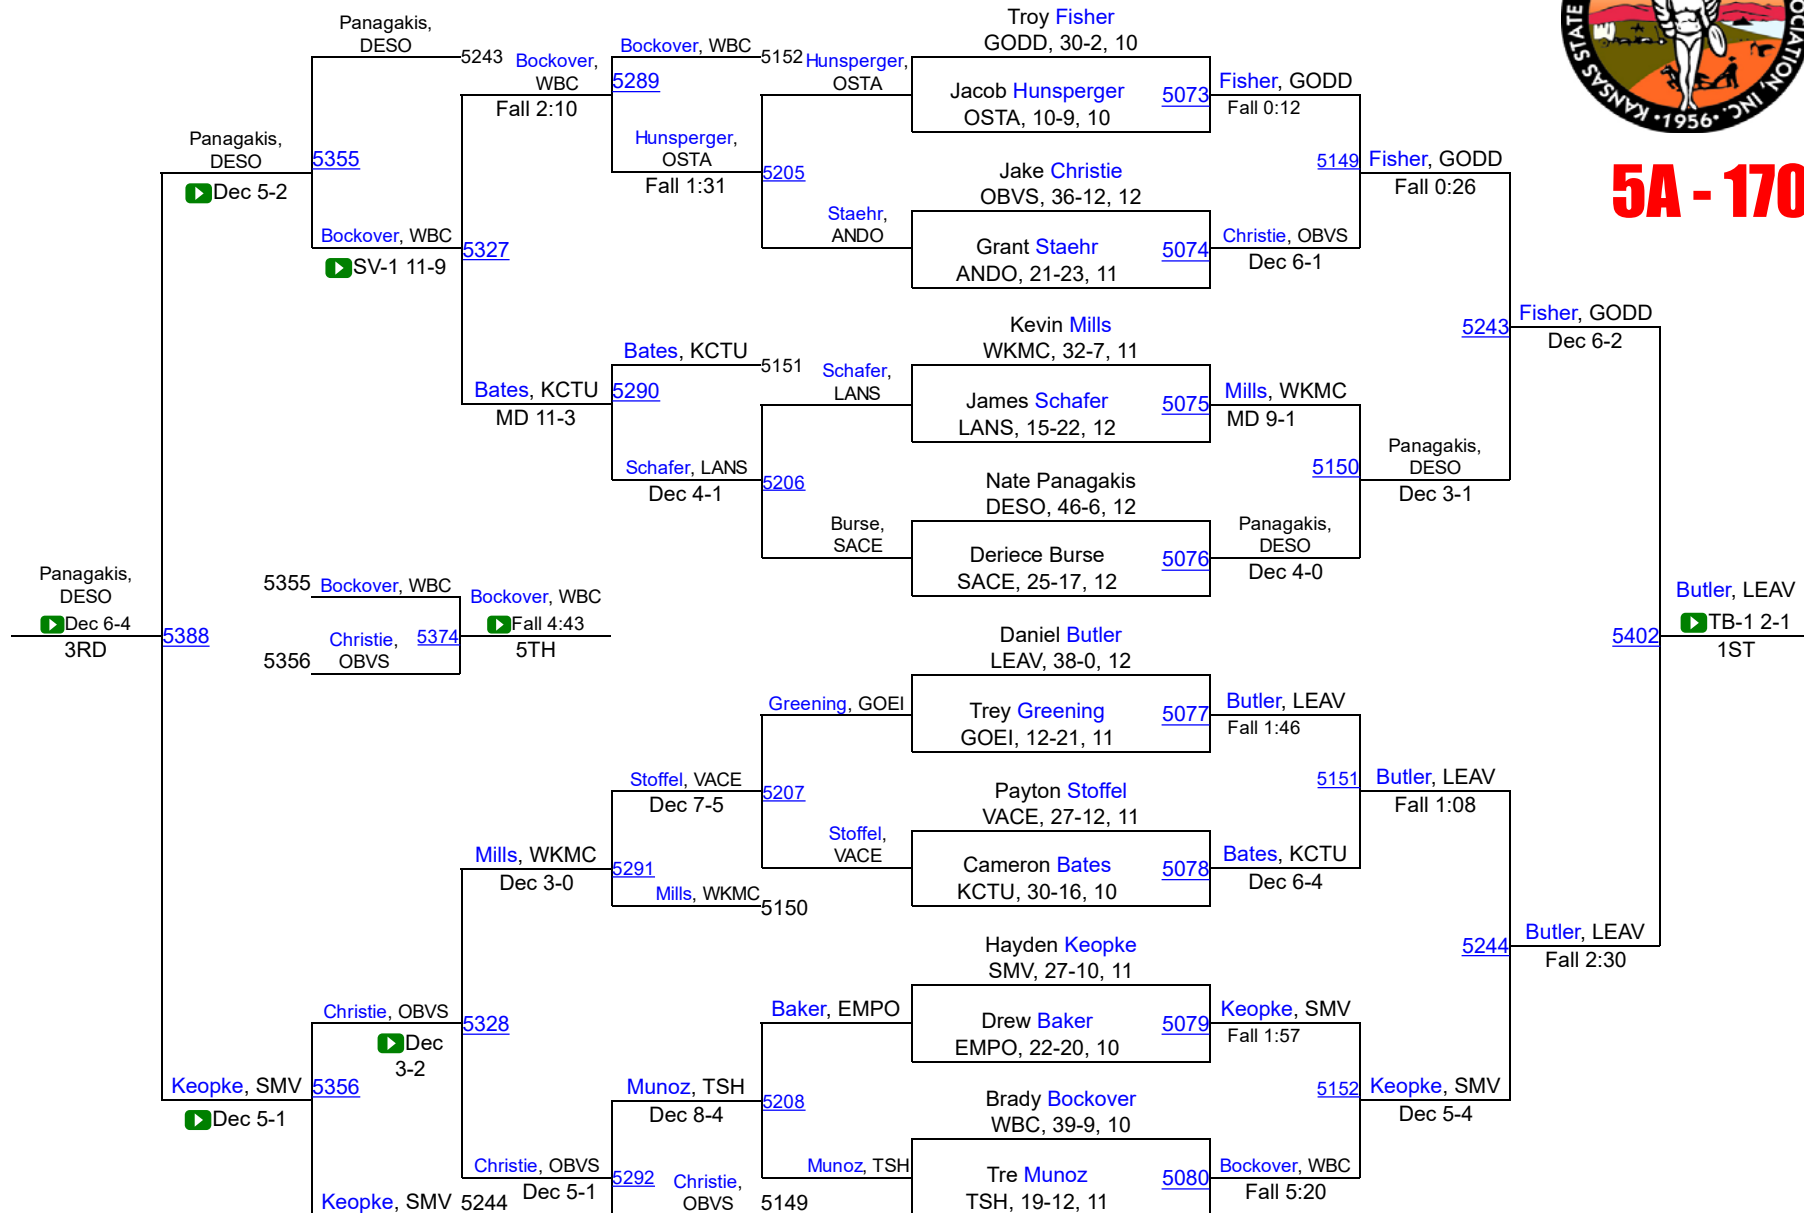 Panagakis,
DESO
5243
Bockover,
WBC
Fall 2:10
Bockover, WBC
5152
5289
Hunsperger,
OSTA
Troy Fisher
GODD, 30-2, 10
Jacob Hunsperger
OSTA, 10-9, 10
5073
Fisher, GODD
Fall 0:12
KANSAS STATE
OCIATION, INC.
•1956•
5A - 170
Panagakis,
DESO
Dec 5-2
5355
Hunsperger,
OSTA
Fall 1:31
5205
Jake Christie
OBVS, 36-12, 12
5149
Fisher, GODD
Fall 0:26
Bockover, WBC
SV-1 11-9
5327
Staehr,
ANDO
Grant Staehr
ANDO, 21-23, 11
5074
Christie, OBVS
Dec 6-1
Kevin Mills
WKMC, 32-7, 11
5243
Fisher, GODD
Dec 6-2
Bates, KCTU
5151
Bates, KCTU
MD 11-3
5290
Schafer,
LANS
James Schafer
LANS, 15-22, 12
5075
Mills, WKMC
MD 9-1
Schafer, LANS
Dec 4-1
5206
Nate Panagakis
DESO, 46-6, 12
5150
Panagakis,
DESO
Dec 3-1
Burse,
SACE
Deriece Burse
SACE, 25-17, 12
5076
Panagakis,
DESO
Dec 4-0
Panagakis,
DESO
Dec 6-4
3RD
5388
5355
Bockover, WBC
Christie,
OBVS
5356
5374
Bockover, WBC
Fall 4:43
5TH
Daniel Butler
LEAV, 38-0, 12
5402
Butler, LEAV
TB-1 2-1
1ST
Greening, GOEI
Trey Greening
GOEI, 12-21, 11
5077
Butler, LEAV
Fall 1:46
Stoffel, VACE
Dec 7-5
5207
Payton Stoffel
VACE, 27-12, 11
5151
Butler, LEAV
Fall 1:08
Mills, WKMC
Dec 3-0
5291
Mills, WKMC
5150
Stoffel,
VACE
Cameron Bates
KCTU, 30-16, 10
5078
Bates, KCTU
Dec 6-4
Hayden Keopke
SMV, 27-10, 11
5244
Butler, LEAV
Fall 2:30
Christie, OBVS
Dec
3-2
5328
Baker, EMPO
Drew Baker
EMPO, 22-20, 10
5079
Keopke, SMV
Fall 1:57
Keopke, SMV
Dec 5-1
5356
Munoz, TSH
Dec 8-4
5208
Brady Bockover
WBC, 39-9, 10
5152
Keopke, SMV
Dec 5-4
Christie, OBVS
Dec 5-1
5292
Christie,
OBVS
5149
Munoz, TSH
Tre Munoz
TSH, 19-12, 11
5080
Bockover, WBC
Fall 5:20
Keopke, SMV
5244